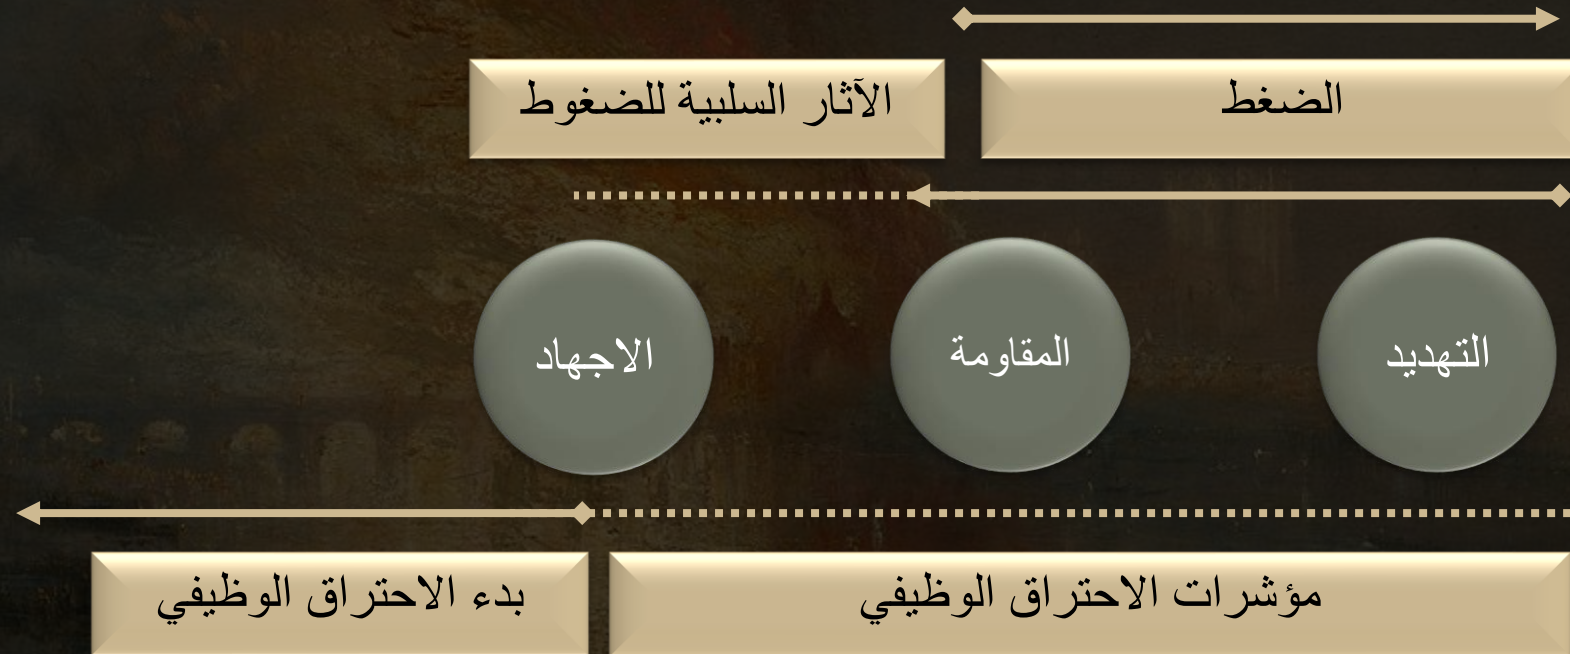 الضغط
الآثار السلبية للضغوط
التهديد
المقاومة
الاجهاد
مؤشرات الاحتراق الوظيفي
بدء الاحتراق الوظيفي